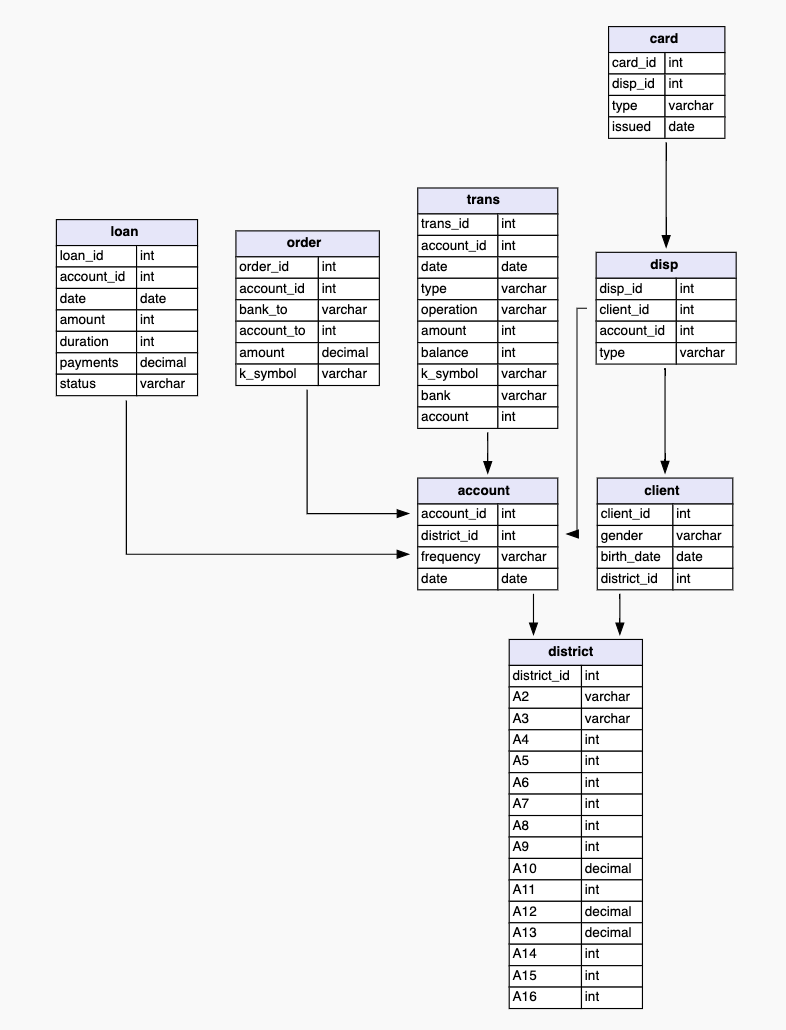 card
card_id int
disp_id int
type varchar
issued date
trans
trans_id int
account_id int
date date
type varchar
operation varchar
amount int
balance int
k_symbol varchar
bank varchar
account int
loan
loan_id int
account_id int
date date
amount int
duration int
payments decimal
status varchar
order
order_id int
account_id int
bank_to varchar
account_to int
amount decimal
k_symbol varchar
disp
disp_id int
client_id int
account_id int
type varchar
account
account_id int
district_id int
frequency varchar
date date
client
client_id int
gender varchar
birth_date date
district_id int
district
district_id int
A2 varchar
A3 varchar
A4 int
A5 int
A6 int
A7 int
A8 int
A9 int
A10 decimal
A11 int
A12 decimal
A13 decimal
A14 int
A15 int
A16 int